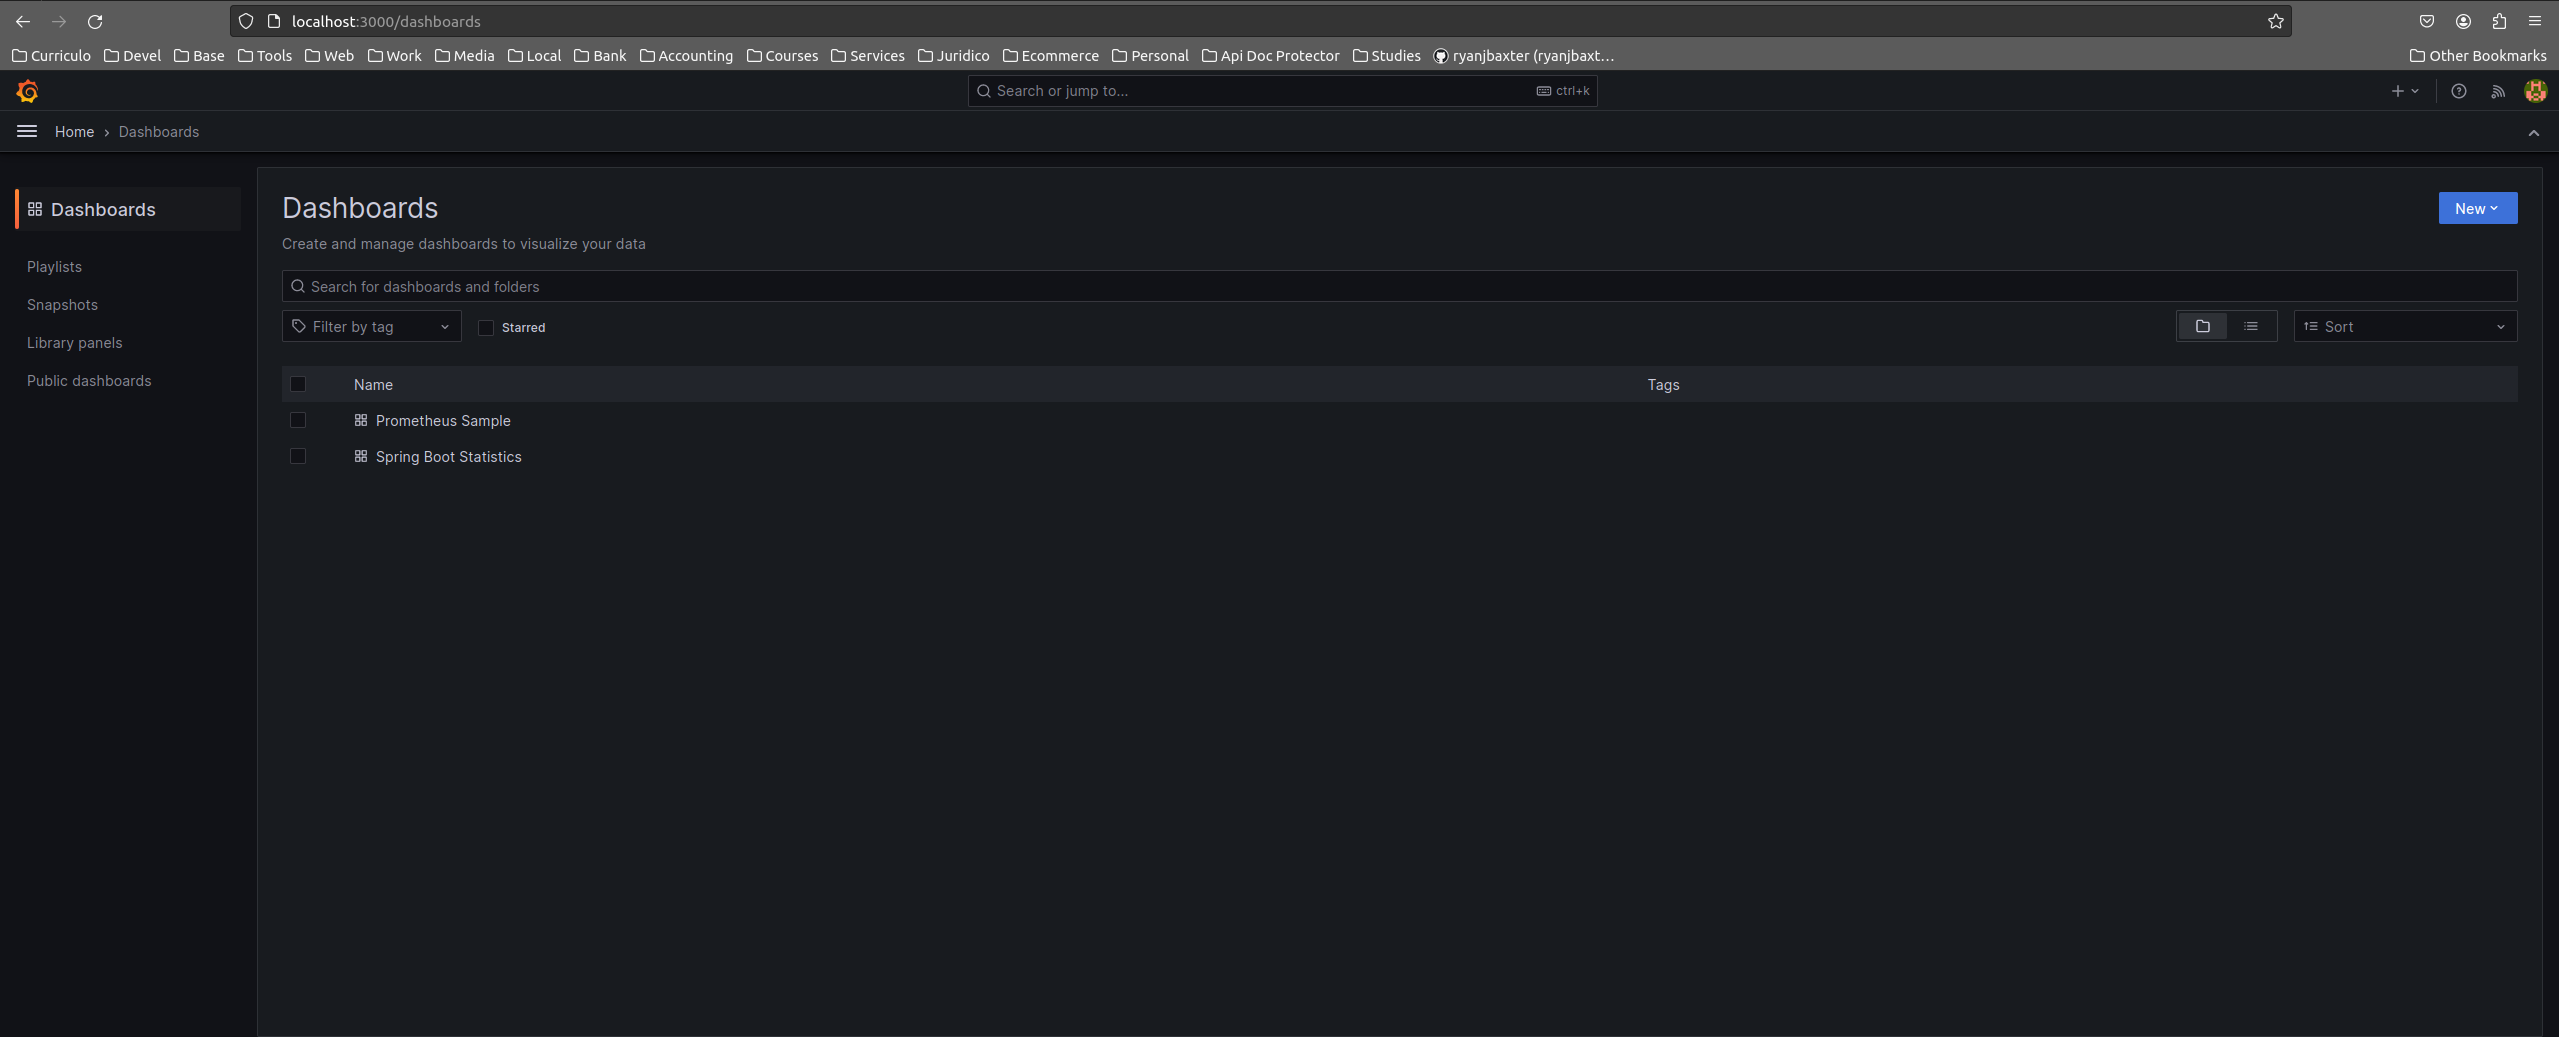 localhost:3000/dashboards
Curriculo Devel Base Tools Web Work Media Local Bank Accounting Courses Services Juridico Ecommerce Personal Api Doc Protector Studies ryanjbaxter (ryanjbaxt… Other Bookmarks
Search or jump to... ctrl+k
Home › Dashboards
Dashboards
Playlists
Snapshots
Library panels
Public dashboards
Dashboards
New
Create and manage dashboards to visualize your data
Search for dashboards and folders
Filter by tag Starred Sort
Name Tags
Prometheus Sample
Spring Boot Statistics